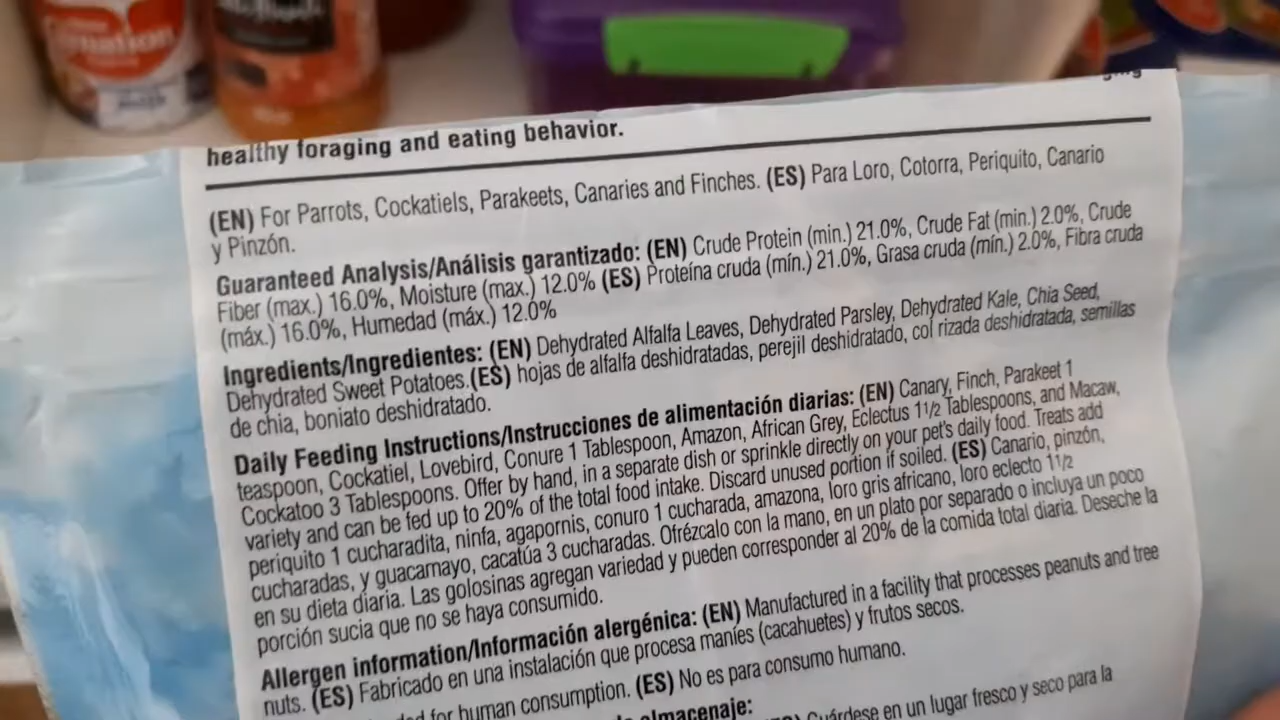 uation
healthy foraging and eating behavior.
(EN) For Parrots, Cockatiels, Parakeets, Canaries and Finches. (ES) Para Loro, Cotorra, Periquito, Canario
y Pinzón.
Guaranteed Analysis/Análisis garantizado: (EN) Crude Protein (min.) 21.0%, Crude Fat (min.) 2.0%, Crude
Fiber (max.) 16.0%, Moisture (max.) 12.0% (ES) Proteína cruda (mín.) 21.0%, Grasa cruda (mín.) 2.0%, Fibra cruda
(máx.) 16.0%, Humedad (máx.) 12.0%
Ingredients/Ingredientes: (EN) Dehydrated Alfalfa Leaves, Dehydrated Parsley, Dehydrated Kale, Chia Seed,
Dehydrated Sweet Potatoes.(ES) hojas de alfalfa deshidratadas, perejil deshidratado, col rizada deshidratada, semillas
de chia, boniato deshidratado.
Daily Feeding Instructions/Instrucciones de alimentación diarias: (EN) Canary, Finch, Parakeet 1
teaspoon, Cockatiel, Lovebird, Conure 1 Tablespoon, Amazon, African Grey, Eclectus 1 1/2 Tablespoons, and Macaw,
Cockatoo 3 Tablespoons. Offer by hand, in a separate dish or sprinkle directly on your pet's daily food. Treats add
variety and can be fed up to 20% of the total food intake. Discard unused portion if soiled. (ES) Canario, pinzón,
periquito 1 cucharadita, ninfa, agapornis, conuro 1 cucharada, amazona, loro gris africano, loro eclecto 1 1/2
cucharadas, y guacamayo, cacatúa 3 cucharadas. Ofrézcalo con la mano, en un plato por separado o incluya un poco
en su dieta diaria. Las golosinas agregan variedad y pueden corresponder al 20% de la comida total diaria. Deseche la
porción sucia que no se haya consumido.
Allergen information/Información alergénica: (EN) Manufactured in a facility that processes peanuts and tree
nuts. (ES) Fabricado en una instalación que procesa maníes (cacahuetes) y frutos secos.
for human consumption. (ES) No es para consumo humano.
almacenaje:
Guárdese en un lugar fresco y seco para la